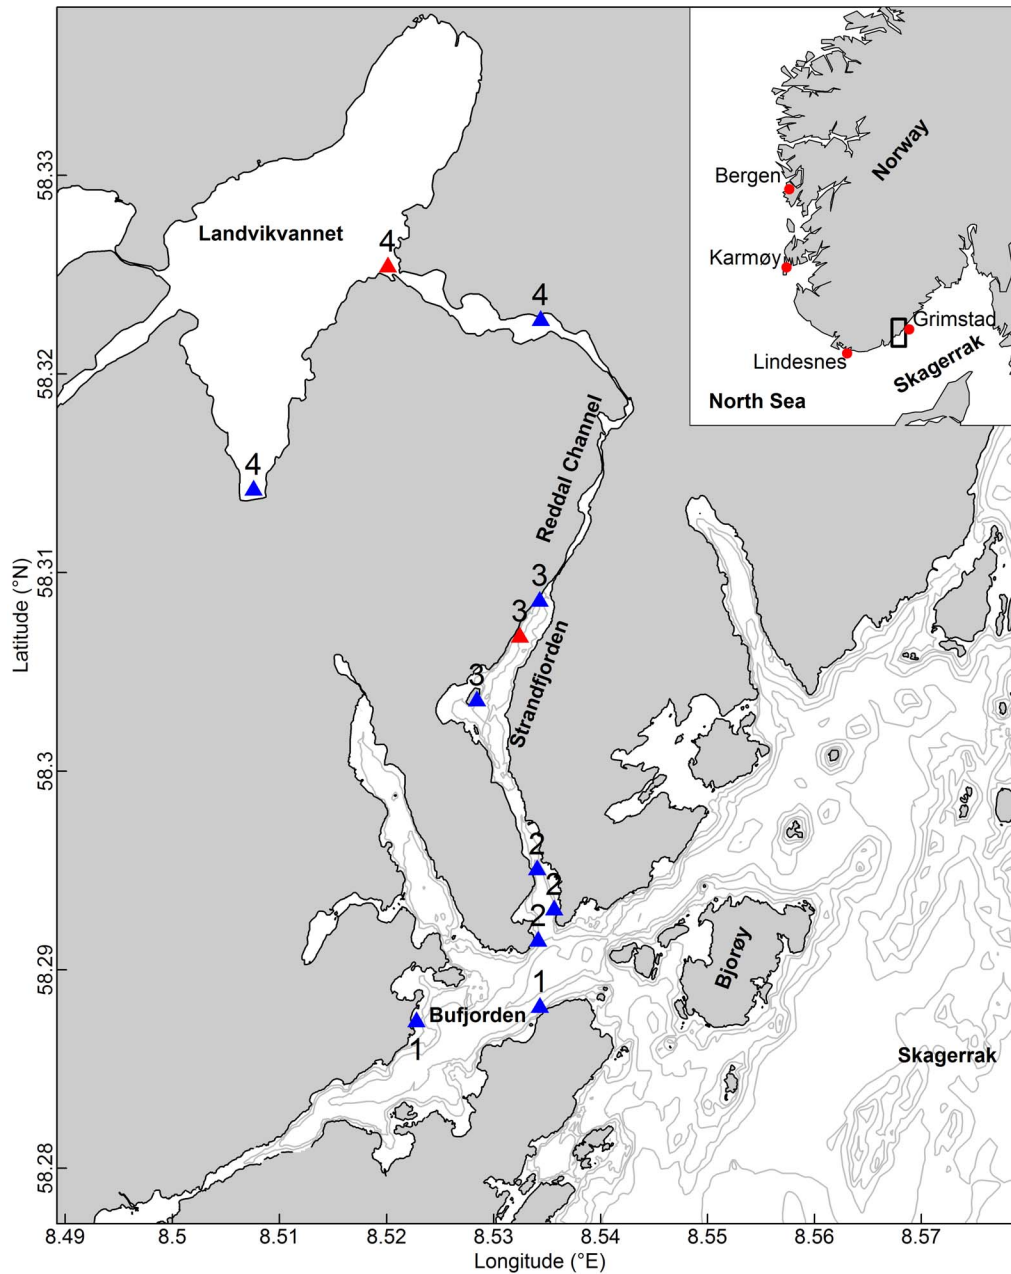 Bergen
Norway
Karmøy
Grimstad
Lindesnes
Skagerrak
North Sea
58.33
Landvikvannet
4
4
58.32
Reddal Channel
4
58.31
Latitude (°N)
3
3
Strandfjorden
3
58.3
2
2
2
Bjorøy
58.29
1
Bufjorden
1
Skagerrak
58.28
8.49
8.5
8.51
8.52
8.53
8.54
8.55
8.56
8.57
Longitude (°E)